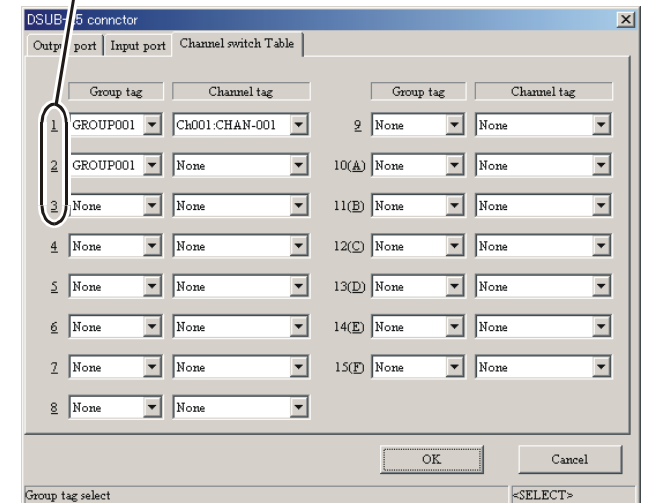 DSUB-25 connctor
Output port Input port Channel switch Table
Group tag Channel tag Group tag Channel tag
1 GROUP001 Ch001:CHAN-001 9 None None
2 GROUP001 None 10(A) None None
3 None None 11(B) None None
4 None None 12(C) None None
5 None None 13(D) None None
6 None None 14(E) None None
7 None None 15(F) None None
8 None None
OK Cancel
Group tag select <SELECT>